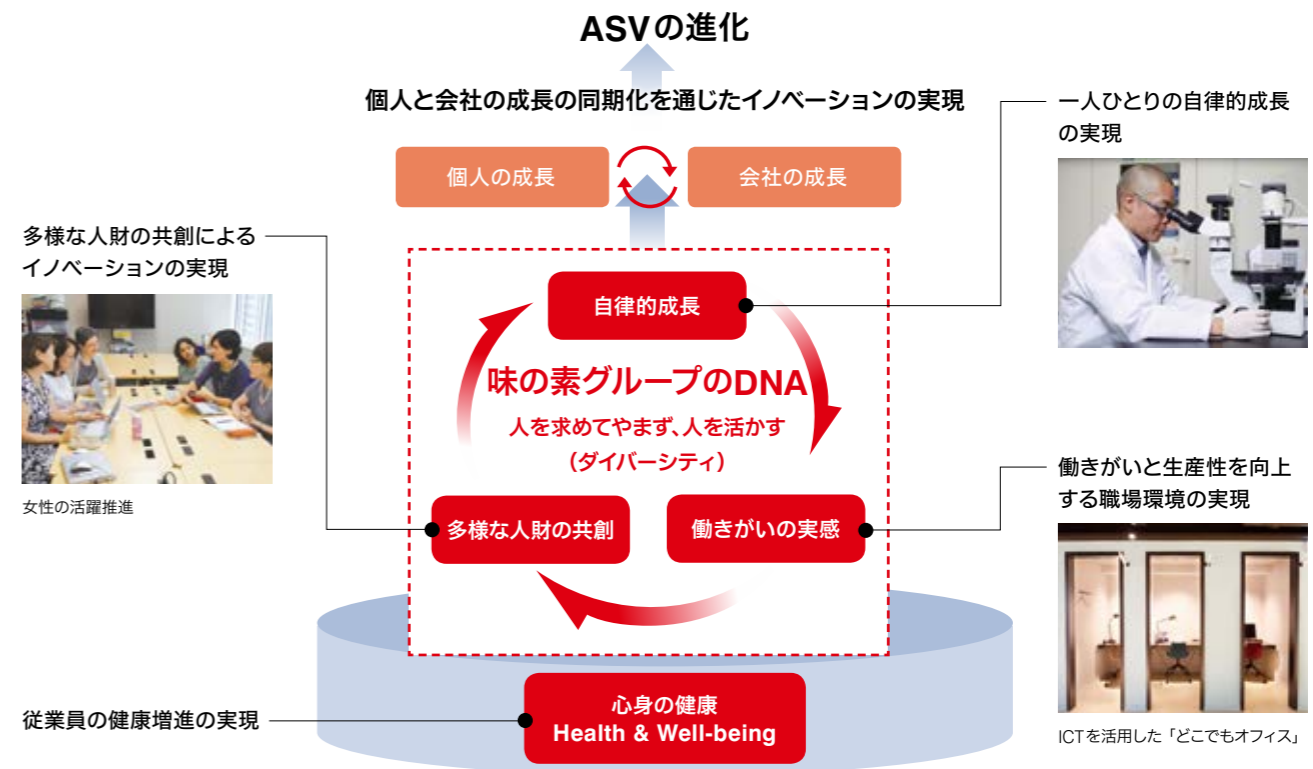 ASVの進化
個人と会社の成長の同期化を通じたイノベーションの実現
個人の成長
会社の成長
一人ひとりの自律的成長
の実現
多様な人財の共創による
イノベーションの実現
女性の活躍推進
自律的成長
味の素グループのDNA
人を求めてやまず、人を活かす
（ダイバーシティ）
多様な人財の共創
働きがいの実感
働きがいと生産性を向上
する職場環境の実現
ICTを活用した「どこでもオフィス」
従業員の健康増進の実現
心身の健康
Health & Well-being